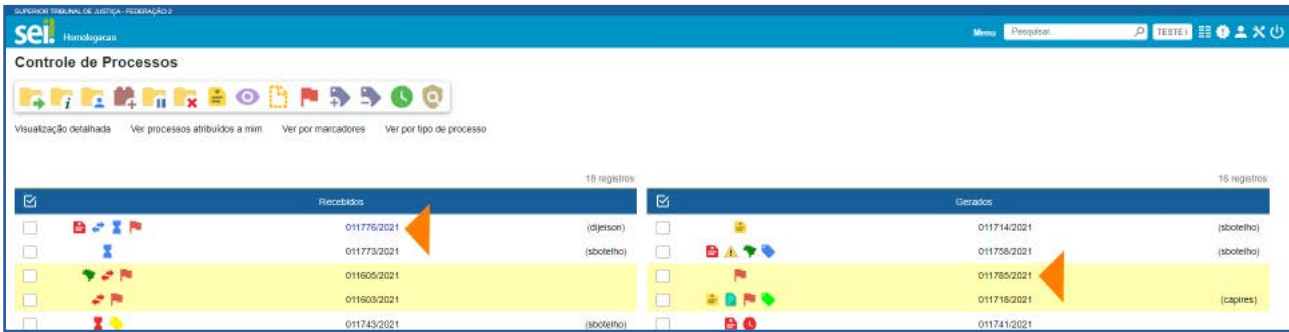 SUPERIOR TRIBUNAL DE JUSTIÇA - FEDERAÇÃO 2
sei! Homologacao Menu Pesquisar... TESTE I
Controle de Processos
Visualização detalhada Ver processos atribuídos a mim Ver por marcadores Ver por tipo de processo
18 registros: 16 registros:
Recebidos Gerados
011776/2021 (dijeison) 011714/2021 (sbotelho)
011773/2021 (sbotelho) 011758/2021 (sbotelho)
011605/2021 011785/2021
011603/2021 011718/2021 (capires)
011743/2021 (sbotelho) 011741/2021